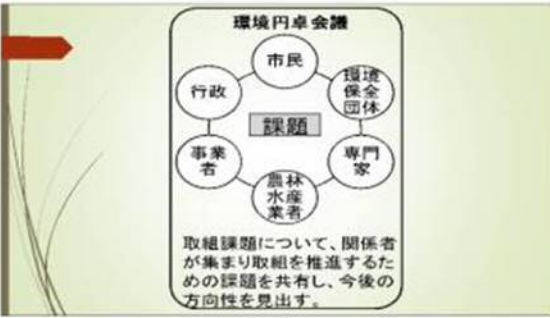 環境円卓会議
市民
行政
環境
保全
団体
課題
事業
者
専門
家
農林
水産
業者
取組課題について、関係者
が集まり取組を推進するた
めの課題を共有し、今後の
方向性を見出す。